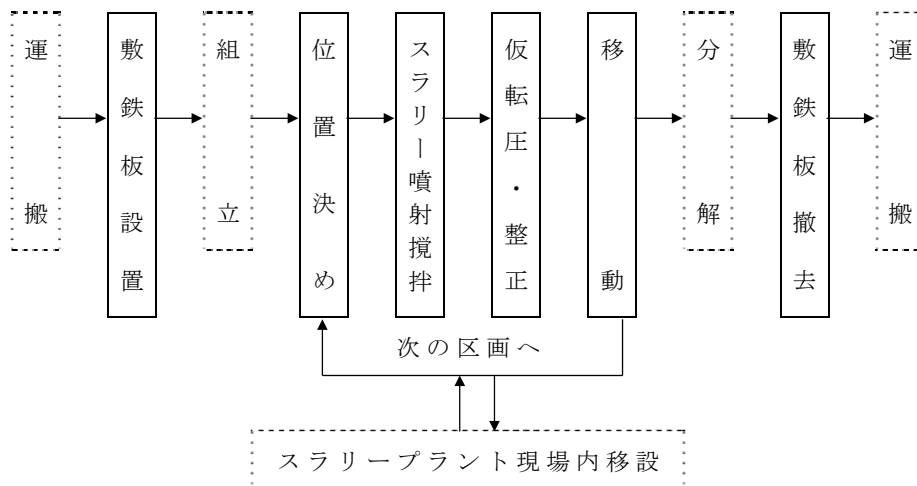 運搬
敷鉄板設置
組立
位置決め
スラリー噴射撹拌
仮転圧・整正
移動
分解
敷鉄板撤去
運搬
次の区画へ
スラリープラント現場内移設